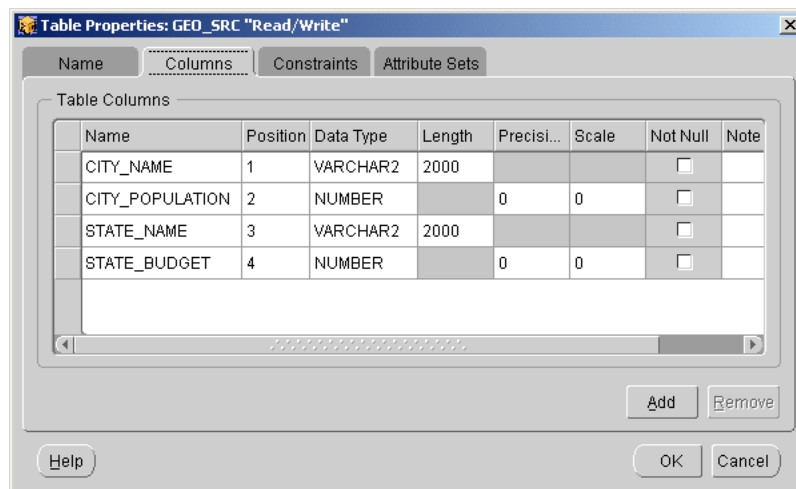 Table Properties: GEO_SRC "Read/Write"
Name Columns Constraints Attribute Sets
Table Columns
Name Position Data Type Length Precisi... Scale Not Null Note
CITY_NAME 1 VARCHAR2 2000
CITY_POPULATION 2 NUMBER 0 0
STATE_NAME 3 VARCHAR2 2000
STATE_BUDGET 4 NUMBER 0 0
Add Remove
Help OK Cancel